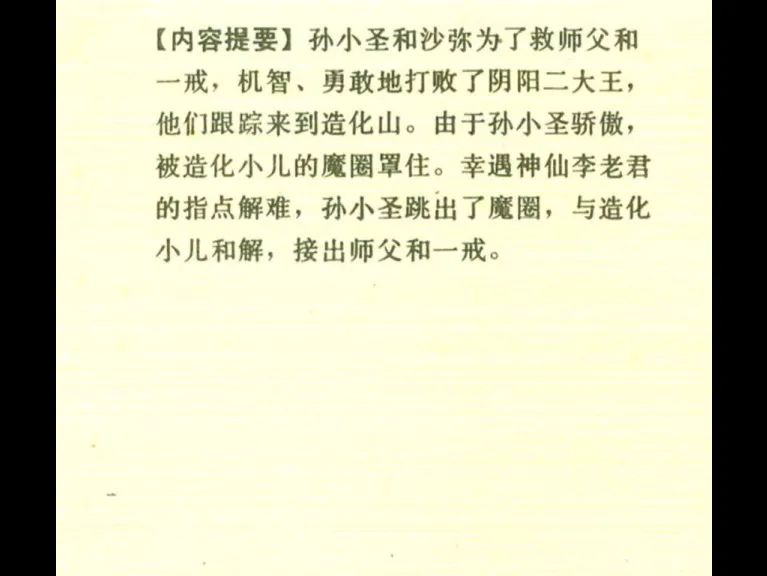 【内容提要】孙小圣和沙弥为了救师父和
一戒，机智、勇敢地打败了阴阳二大王，
他们跟踪来到造化山。由于孙小圣骄傲，
被造化小儿的魔圈罩住。幸遇神仙李老君
的指点解难，孙小圣跳出了魔圈，与造化
小儿和解，接出师父和一戒。